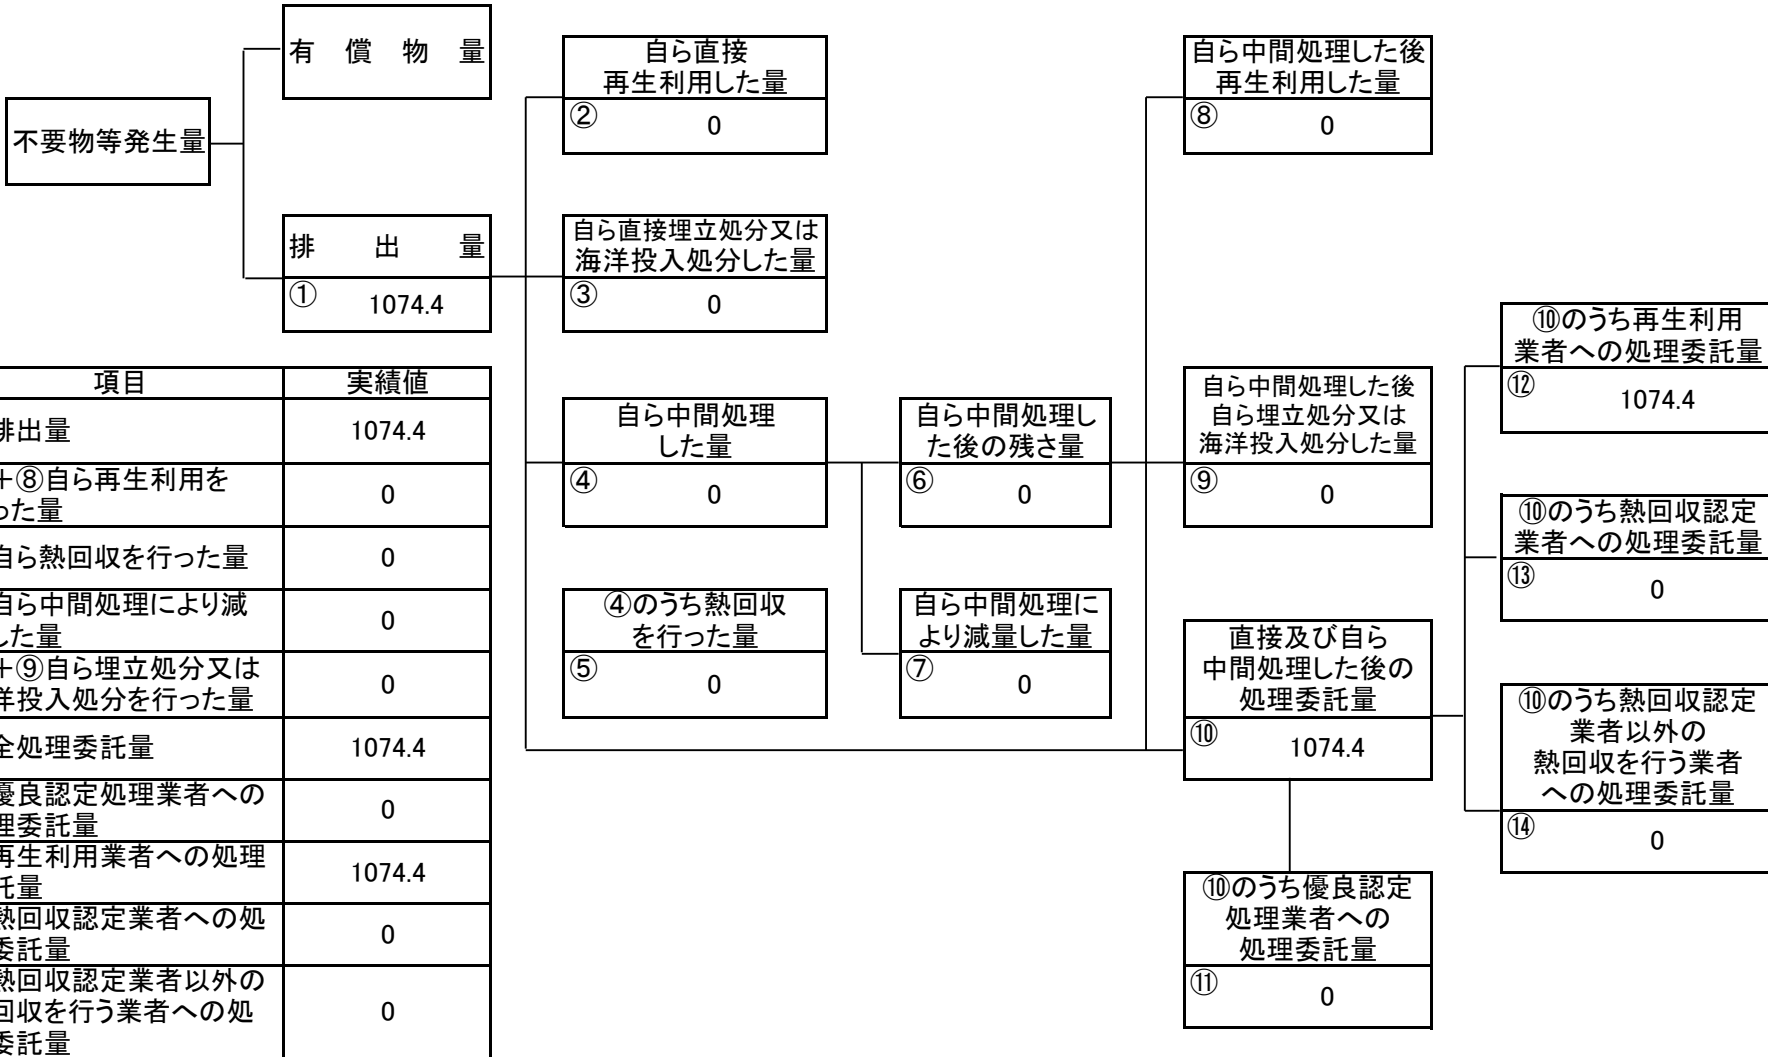 不要物等発生量
有償物量
排出量
①
1074.4
自ら直接
再生利用した量
②
0
自ら直接埋立処分又は
海洋投入処分した量
③
0
自ら中間処理
した量
④
0
④のうち熱回収
を行った量
⑤
0
自ら中間処理し
た後の残さ量
⑥
0
自ら中間処理に
より減量した量
⑦
0
自ら中間処理した後
再生利用した量
⑧
0
自ら中間処理した後
自ら埋立処分又は
海洋投入処分した量
⑨
0
直接及び自ら
中間処理した後の
処理委託量
⑩
1074.4
⑩のうち優良認定
処理業者への
処理委託量
⑪
0
⑩のうち再生利用
業者への処理委託量
⑫
1074.4
⑩のうち熱回収認定
業者への処理委託量
⑬
0
⑩のうち熱回収認定
業者以外の
熱回収を行う業者
への処理委託量
⑭
0
項目 実績値
排出量 1074.4
+⑧自ら再生利用を
った量
0
自ら熱回収を行った量 0
自ら中間処理により減
した量
0
+⑨自ら埋立処分又は
洋投入処分を行った量
0
全処理委託量 1074.4
優良認定処理業者への
理委託量
0
再生利用業者への処理
託量
1074.4
熱回収認定業者への処
委託量
0
熱回収認定業者以外の
回収を行う業者への処
委託量
0